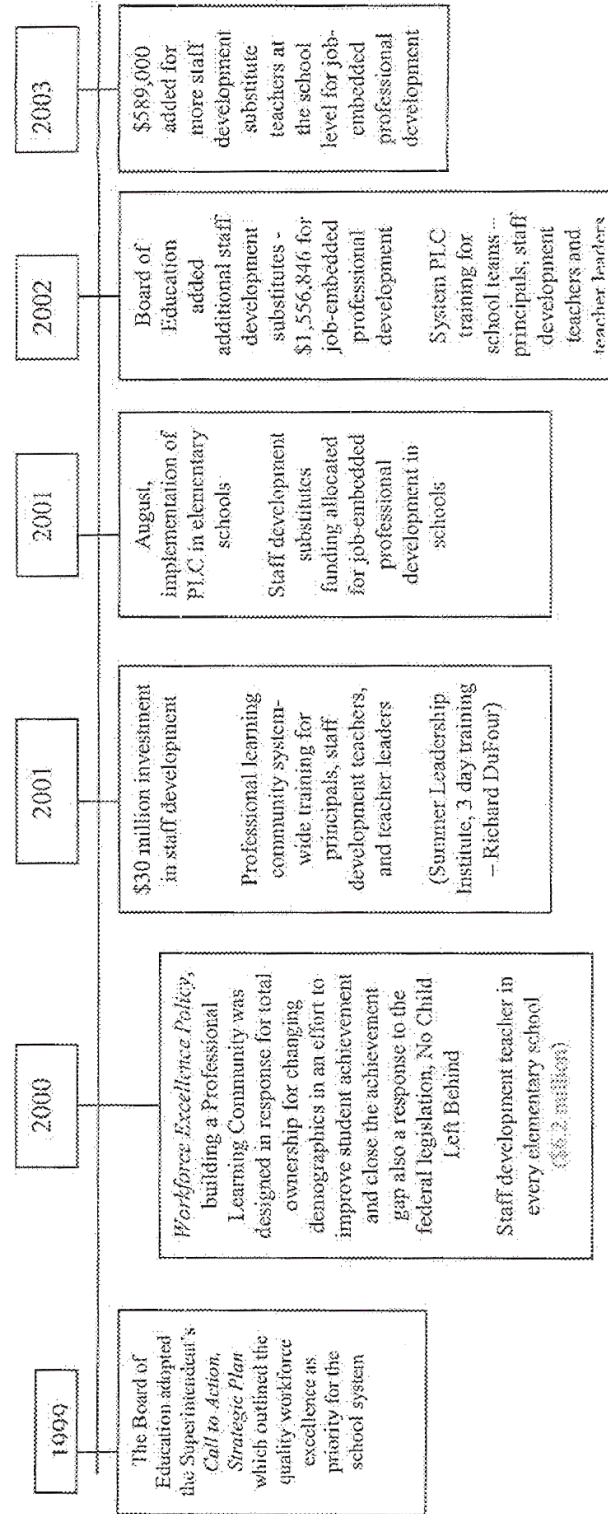 1999
The Board of
Education adopted
the Superintendent's
Call to Action,
Strategic Plan
which outlined the
quality workforce
excellence as
priority for the
school system
2000
Workforce Excellence Policy,
building a Professional
Learning Community was
designed in response for total
ownership for changing
demographics in an effort to
improve student achievement
and close the achievement
gap also a response to the
federal legislation, No Child
Left Behind
Staff development teacher in
every elementary school
($6.2 million)
2001
$30 million investment
in staff development
Professional learning
community system-
wide training for
principals, staff
development teachers,
and teacher leaders
(Summer Leadership
Institute, 3 day training
– Richard DuFour)
2001
August,
implementation of
PLC in elementary
schools
Staff development
substitutes
funding allocated
for job-embedded
professional
development in
schools
2002
Board of
Education
added
additional staff
development
substitutes -
$1,556,846 for
job-embedded
professional
development
System PLC
training for
school teams –
principals, staff
development
teachers and
teacher leaders
2003
$589,000
added for
more staff
development
substitute
teachers at
the school
level for job-
embedded
professional
development